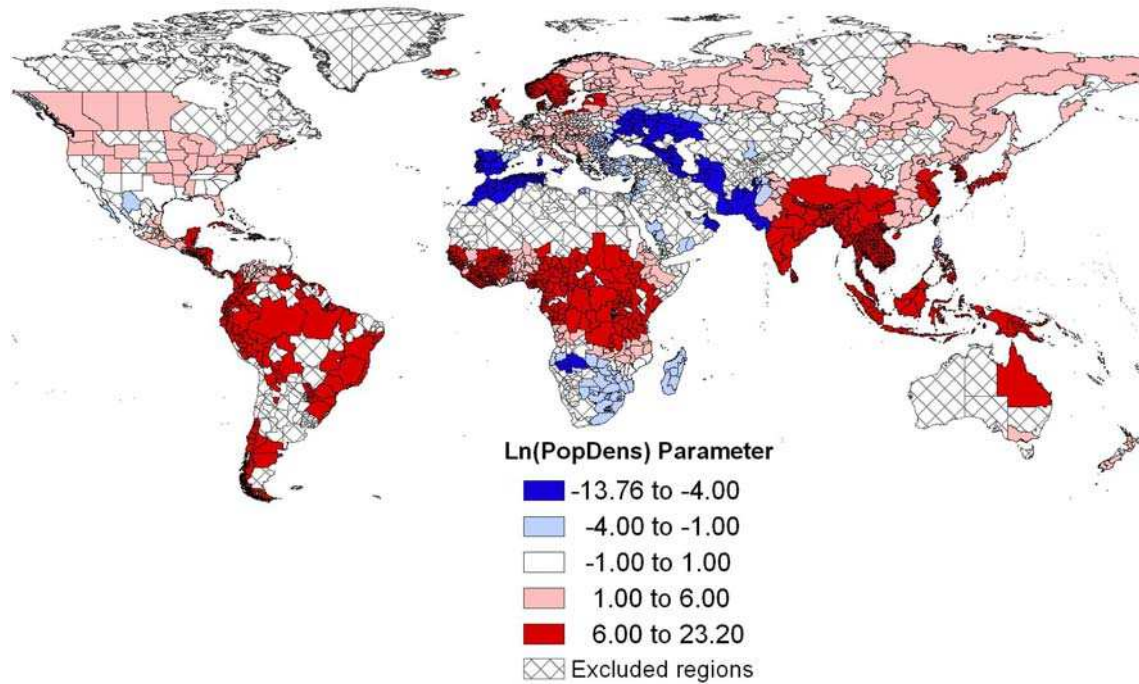 Ln(PopDens) Parameter
-13.76 to -4.00
-4.00 to -1.00
-1.00 to 1.00
1.00 to 6.00
6.00 to 23.20
Excluded regions